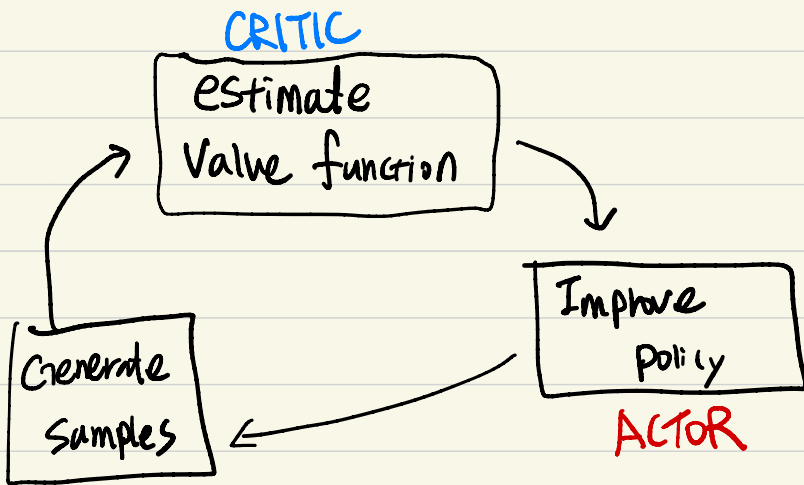 CRITIC
estimate
Value function
Improve
policy
ACTOR
Generate
samples